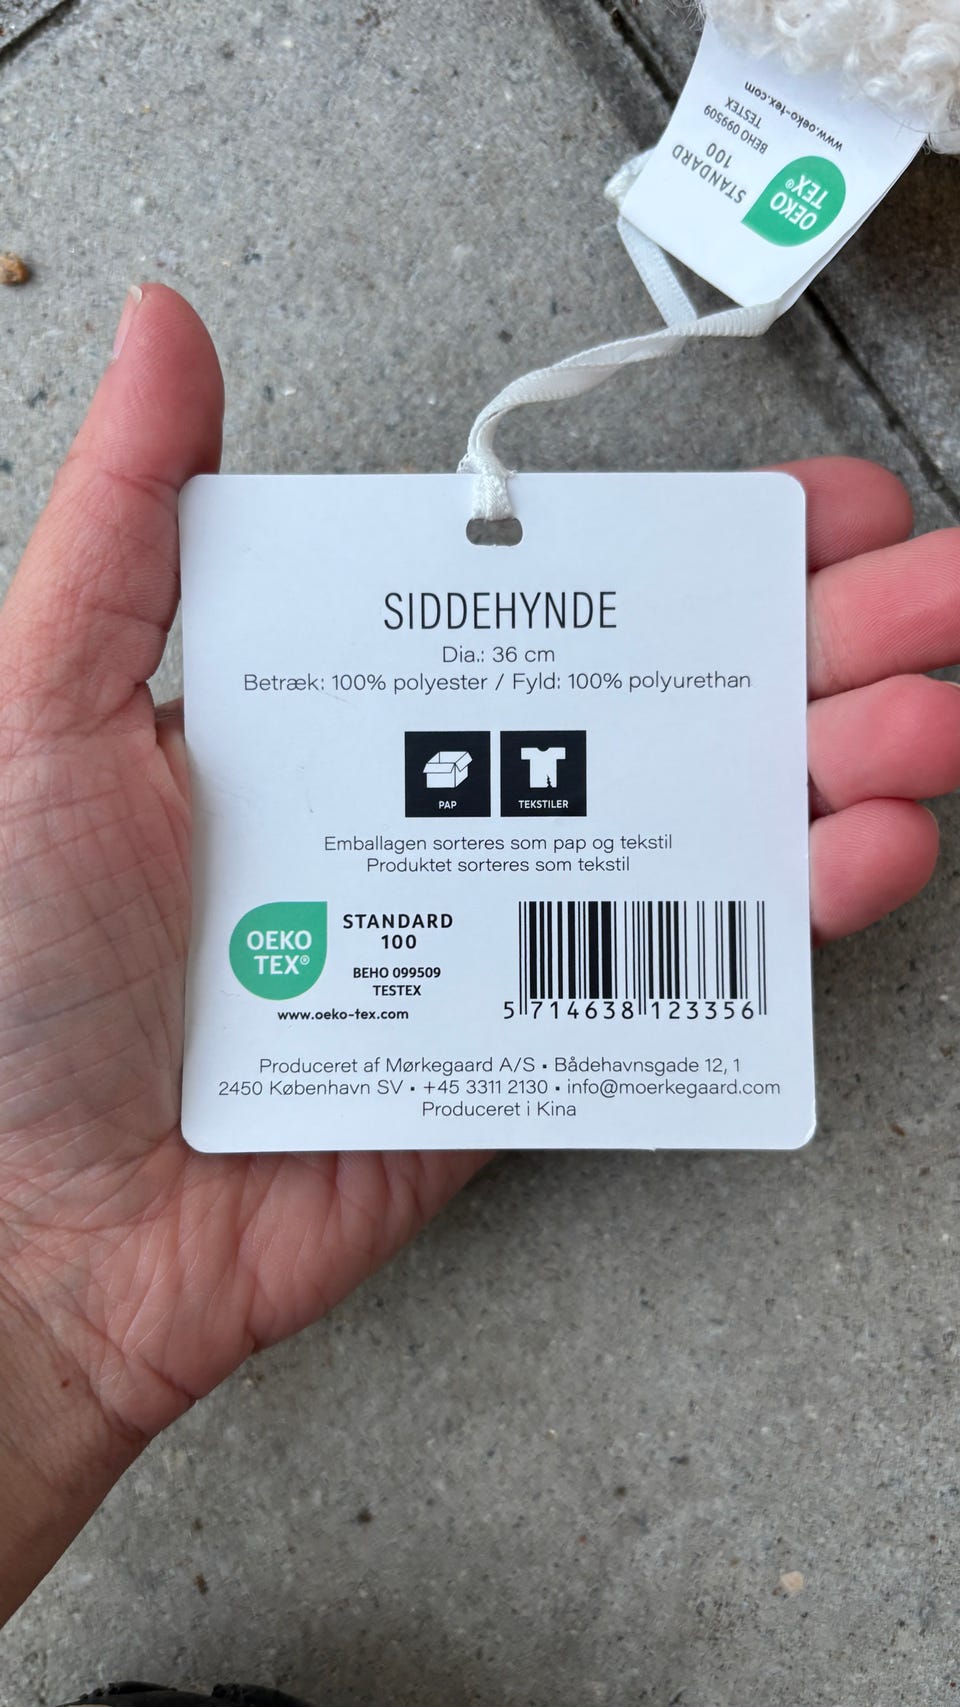 www.oeko-tex.com
TESTEX
BEHO 099509
STANDARD
100
OEKO
TEX®
SIDDEHYNDE
Dia.: 36 cm
Betræk: 100% polyester / Fyld: 100% polyurethan
PAP
TEKSTILER
Emballagen sorteres som pap og tekstil
Produktet sorteres som tekstil
OEKO
TEX®
STANDARD
100
BEHO 099509
TESTEX
www.oeko-tex.com
5 714638 123356
Produceret af Mørkegaard A/S • Bådehavnsgade 12, 1
2450 København SV • +45 3311 2130 • info@moerkegaard.com
Produceret i Kina